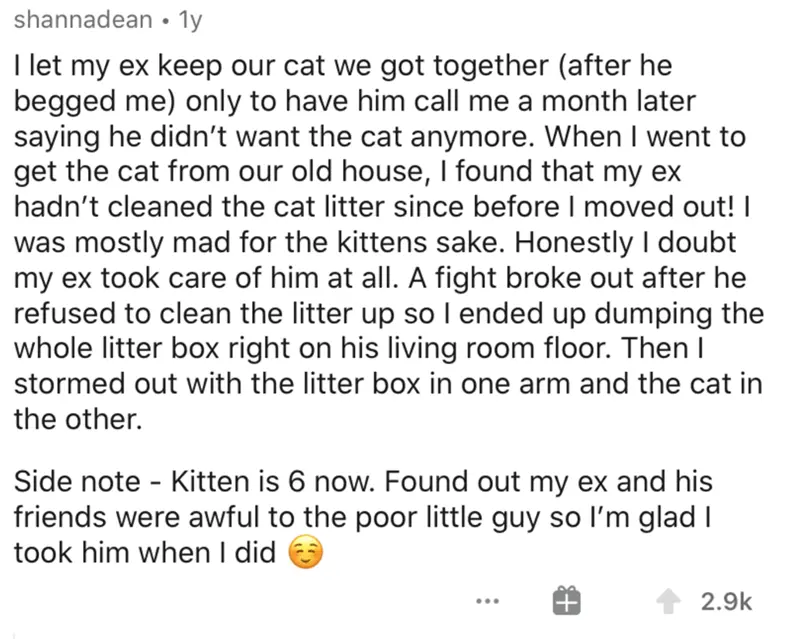 shannadean • 1y
I let my ex keep our cat we got together (after he
begged me) only to have him call me a month later
saying he didn't want the cat anymore. When I went to
get the cat from our old house, I found that my ex
hadn't cleaned the cat litter since before I moved out! I
was mostly mad for the kittens sake. Honestly I doubt
my ex took care of him at all. A fight broke out after he
refused to clean the litter up so I ended up dumping the
whole litter box right on his living room floor. Then I
stormed out with the litter box in one arm and the cat in
the other.
Side note - Kitten is 6 now. Found out my ex and his
friends were awful to the poor little guy so I'm glad I
took him when I did ☺️
2.9k